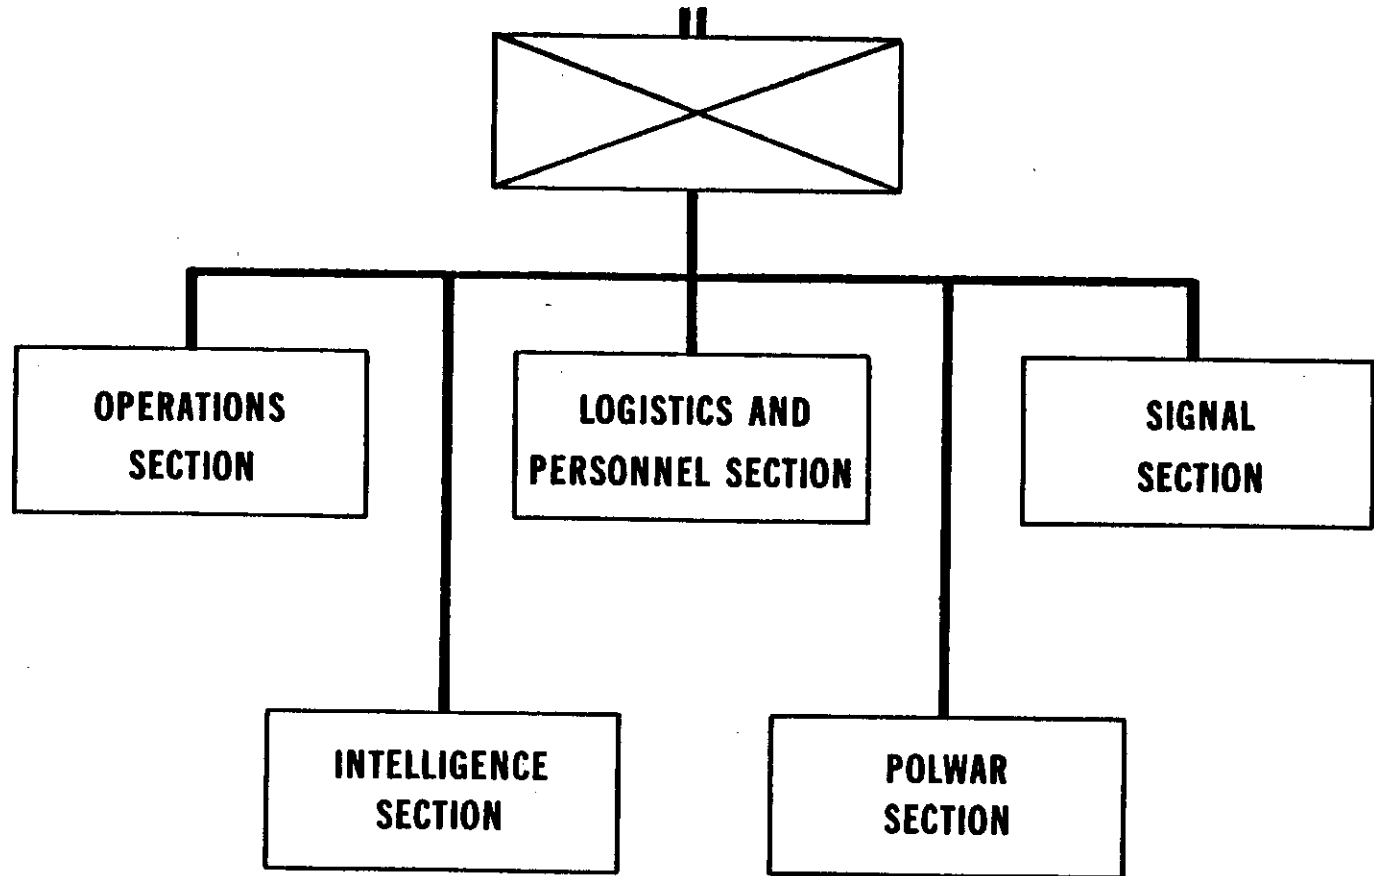 OPERATIONS
SECTION
LOGISTICS AND
PERSONNEL SECTION
SIGNAL
SECTION
INTELLIGENCE
SECTION
POLWAR
SECTION